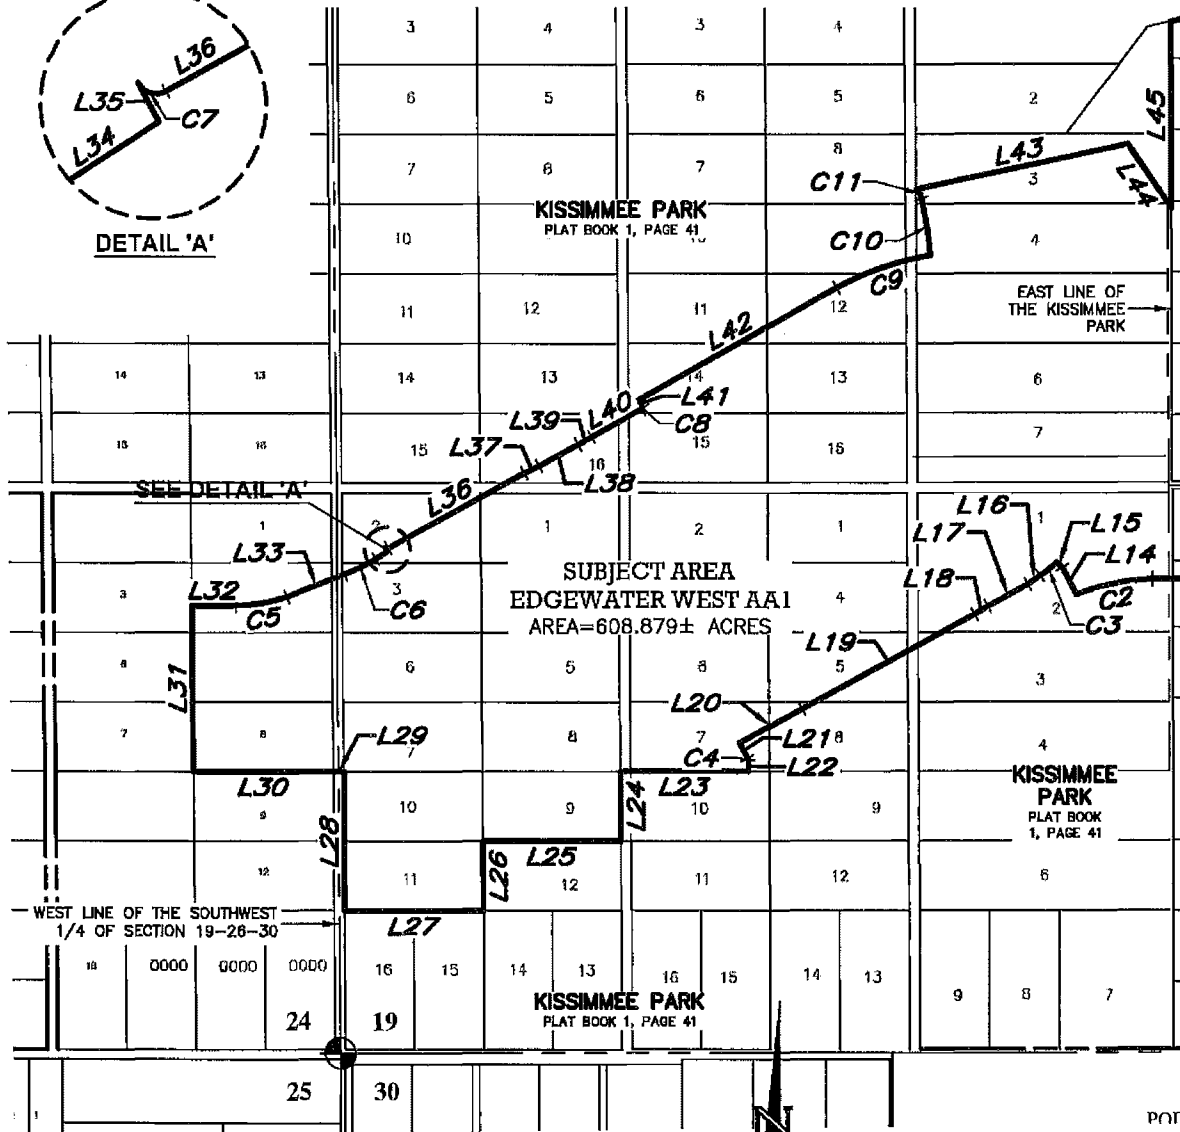 3 4 3 4
L36
L35
C7
L34
DETAIL 'A'
6 5 6 5 2
L45
7 6 7 8
L43
3
C11
L44
KISSIMMEE PARK
PLAT BOOK 1, PAGE 41
10
C10
4
C9
EAST LINE OF
THE KISSIMMEE
PARK
11 12 11 12
L42
14 13 14 13 14 13 6
L41
L40
C8
L39
L37
15 16 15 16 15 16 7
L38
SEE DETAIL 'A'
L36
1 2 1 2 1 1
L16
L15
L17
L14
L33
L18
SUBJECT AREA
EDGEWATER WEST AA1
AREA=608.879± ACRES
3 3 4 2
L32
C5
C6
C2
C3
L19
6 6 5 6 5 3
L31
L20
7 8 7 8 7 8 4
L29
L21
C4
L22
L30
L23
KISSIMMEE
PARK
PLAT BOOK
1, PAGE 41
9 10 9 10 9
L28
L24
L25
L26
12 11 12 11 12 6
WEST LINE OF THE SOUTHWEST
1/4 OF SECTION 19-26-30
L27
0000 0000 0000 16 15 14 13 16 15 14 13 9 8 7
KISSIMMEE PARK
PLAT BOOK 1, PAGE 41
24 19
25 30
N